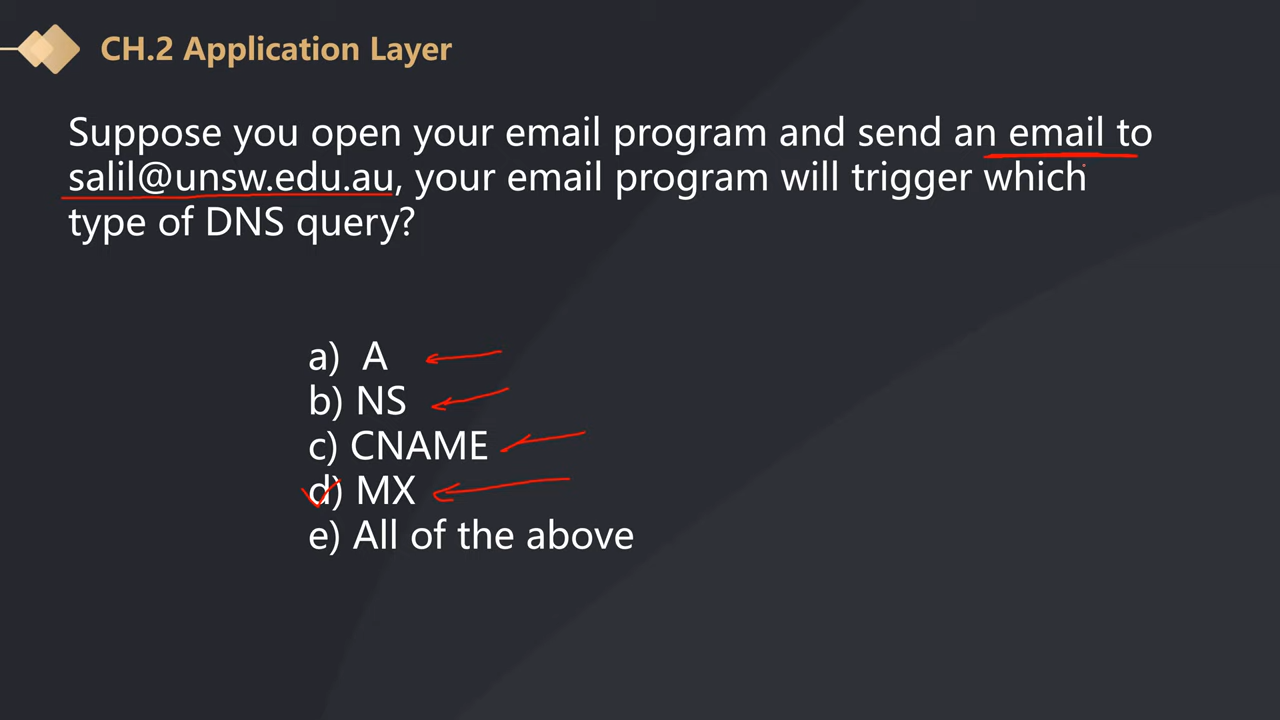 CH.2 Application Layer
Suppose you open your email program and send an email to
salil@unsw.edu.au, your email program will trigger which
type of DNS query?
a) A
b) NS
c) CNAME
d) MX
e) All of the above